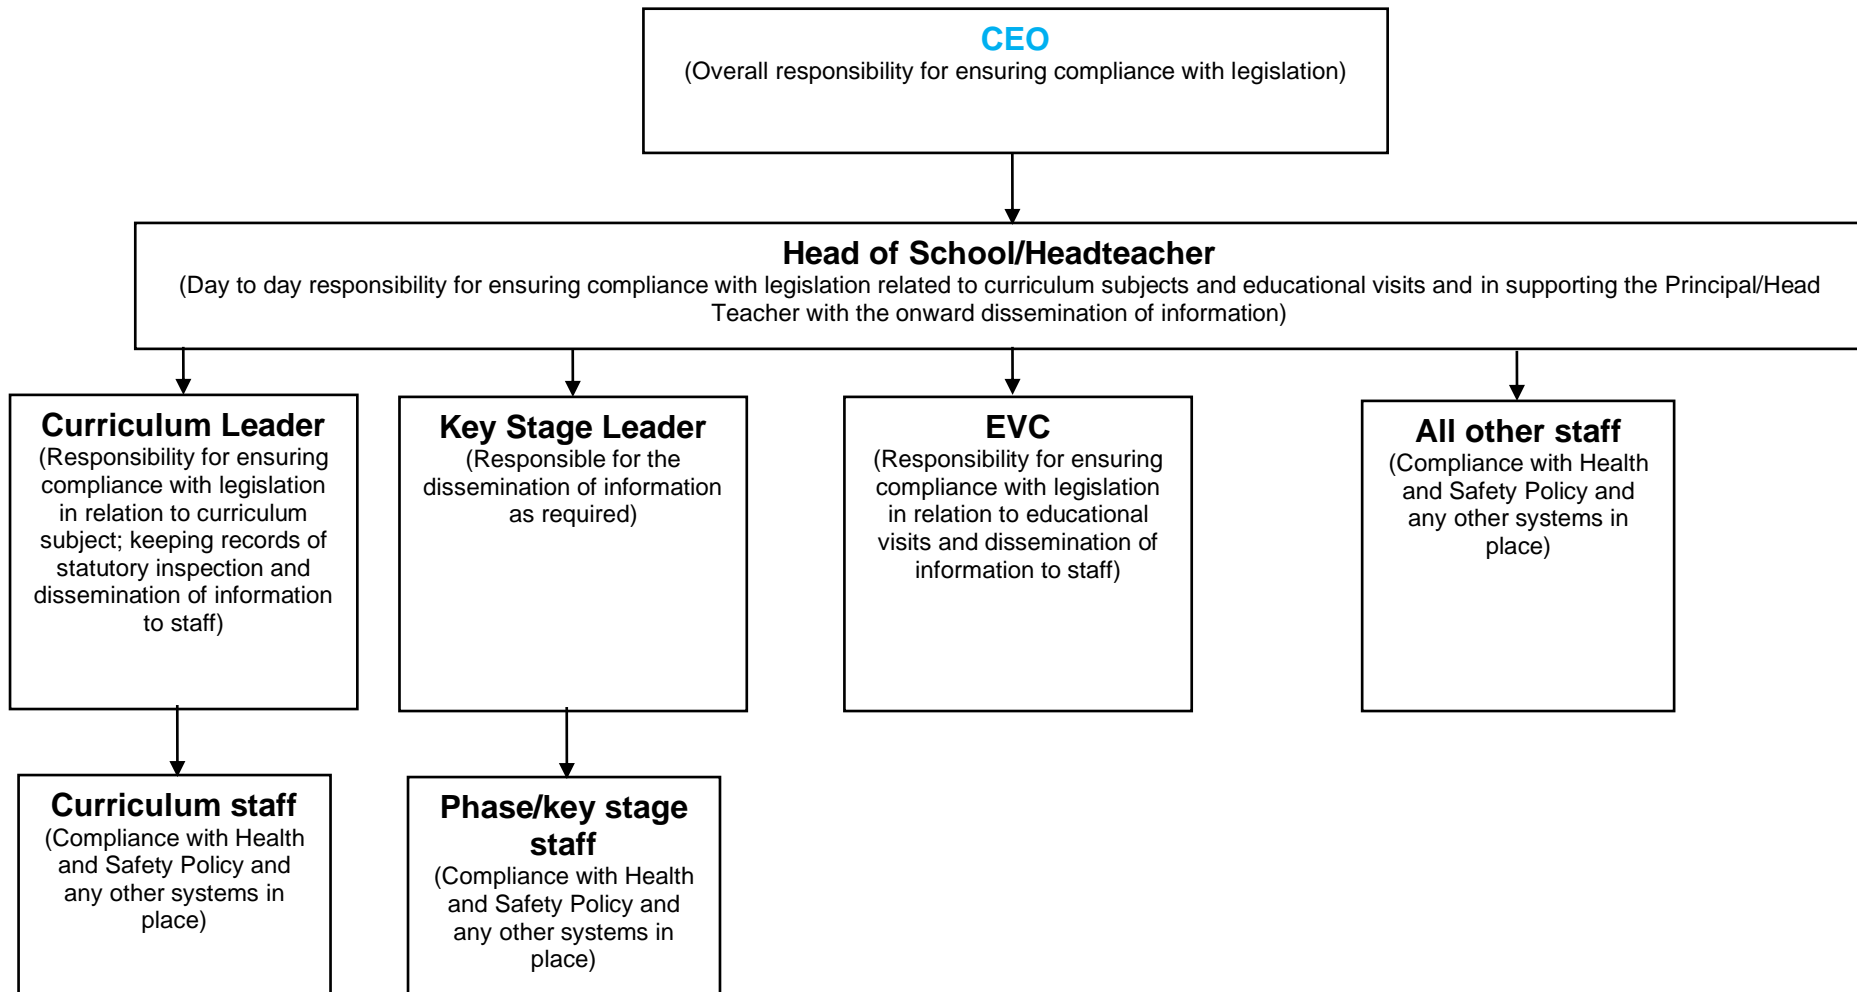 CEO
(Overall responsibility for ensuring compliance with legislation)
Head of School/Headteacher
(Day to day responsibility for ensuring compliance with legislation related to curriculum subjects and educational visits and in supporting the Principal/Head
Teacher with the onward dissemination of information)
Curriculum Leader
(Responsibility for ensuring
compliance with legislation
in relation to curriculum
subject; keeping records of
statutory inspection and
dissemination of information
to staff)
Key Stage Leader
(Responsible for the
dissemination of information
as required)
EVC
(Responsibility for ensuring
compliance with legislation
in relation to educational
visits and dissemination of
information to staff)
All other staff
(Compliance with Health
and Safety Policy and
any other systems in
place)
Curriculum staff
(Compliance with Health
and Safety Policy and
any other systems in
place)
Phase/key stage
staff
(Compliance with Health
and Safety Policy and
any other systems in
place)